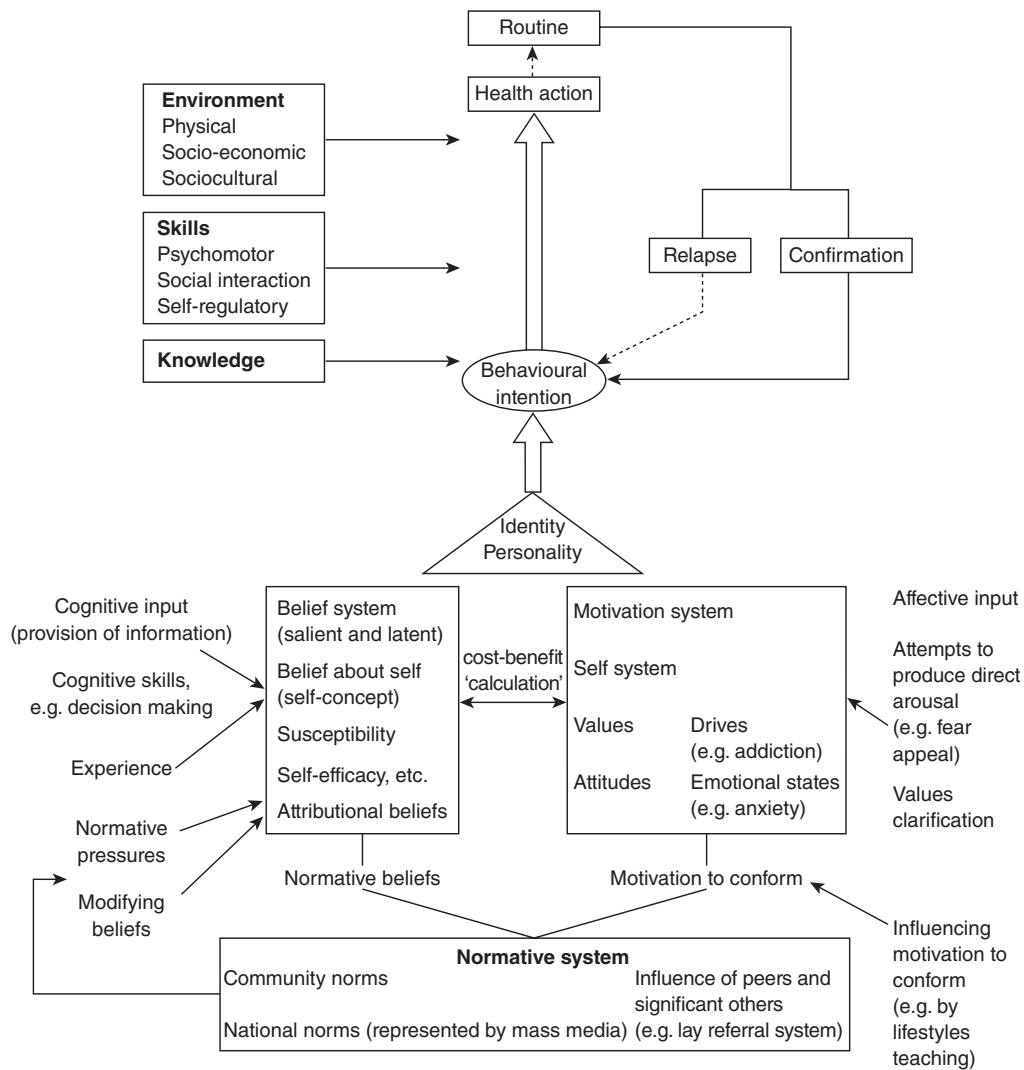 Routine
Health action
Environment
Physical
Socio-economic
Sociocultural
Skills
Psychomotor
Social interaction
Self-regulatory
Relapse
Confirmation
Knowledge
Behavioural
intention
Identity
Personality
Cognitive input
(provision of information)
Cognitive skills,
e.g. decision making
Experience
Normative
pressures
Modifying
beliefs
Belief system
(salient and latent)
Belief about self
(self-concept)
Susceptibility
Self-efficacy, etc.
Attributional beliefs
cost-benefit
'calculation'
Motivation system
Self system
Values
Drives
(e.g. addiction)
Attitudes
Emotional states
(e.g. anxiety)
Affective input
Attempts to
produce direct
arousal
(e.g. fear
appeal)
Values
clarification
Normative beliefs
Motivation to conform
Influencing
motivation to
conform
(e.g. by
lifestyles
teaching)
Normative system
Community norms
Influence of peers and
significant others
National norms (represented by mass media)
(e.g. lay referral system)